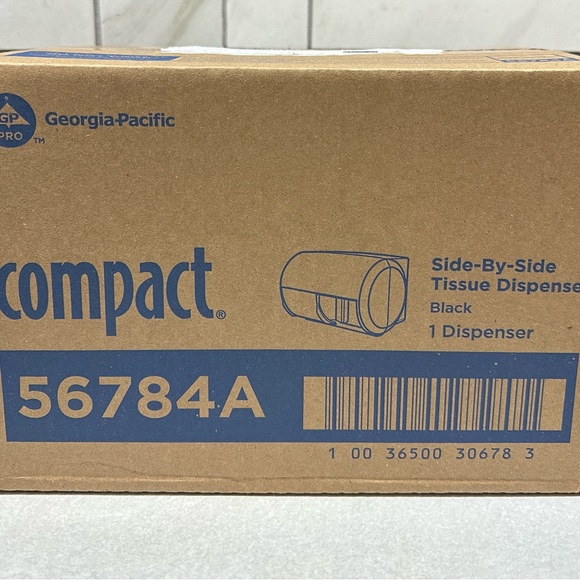 GP
PRO
™
Georgia-Pacific
compact®
Side-By-Side
Tissue Dispense
Black
1 Dispenser
56784A
1 00 36500 30678 3